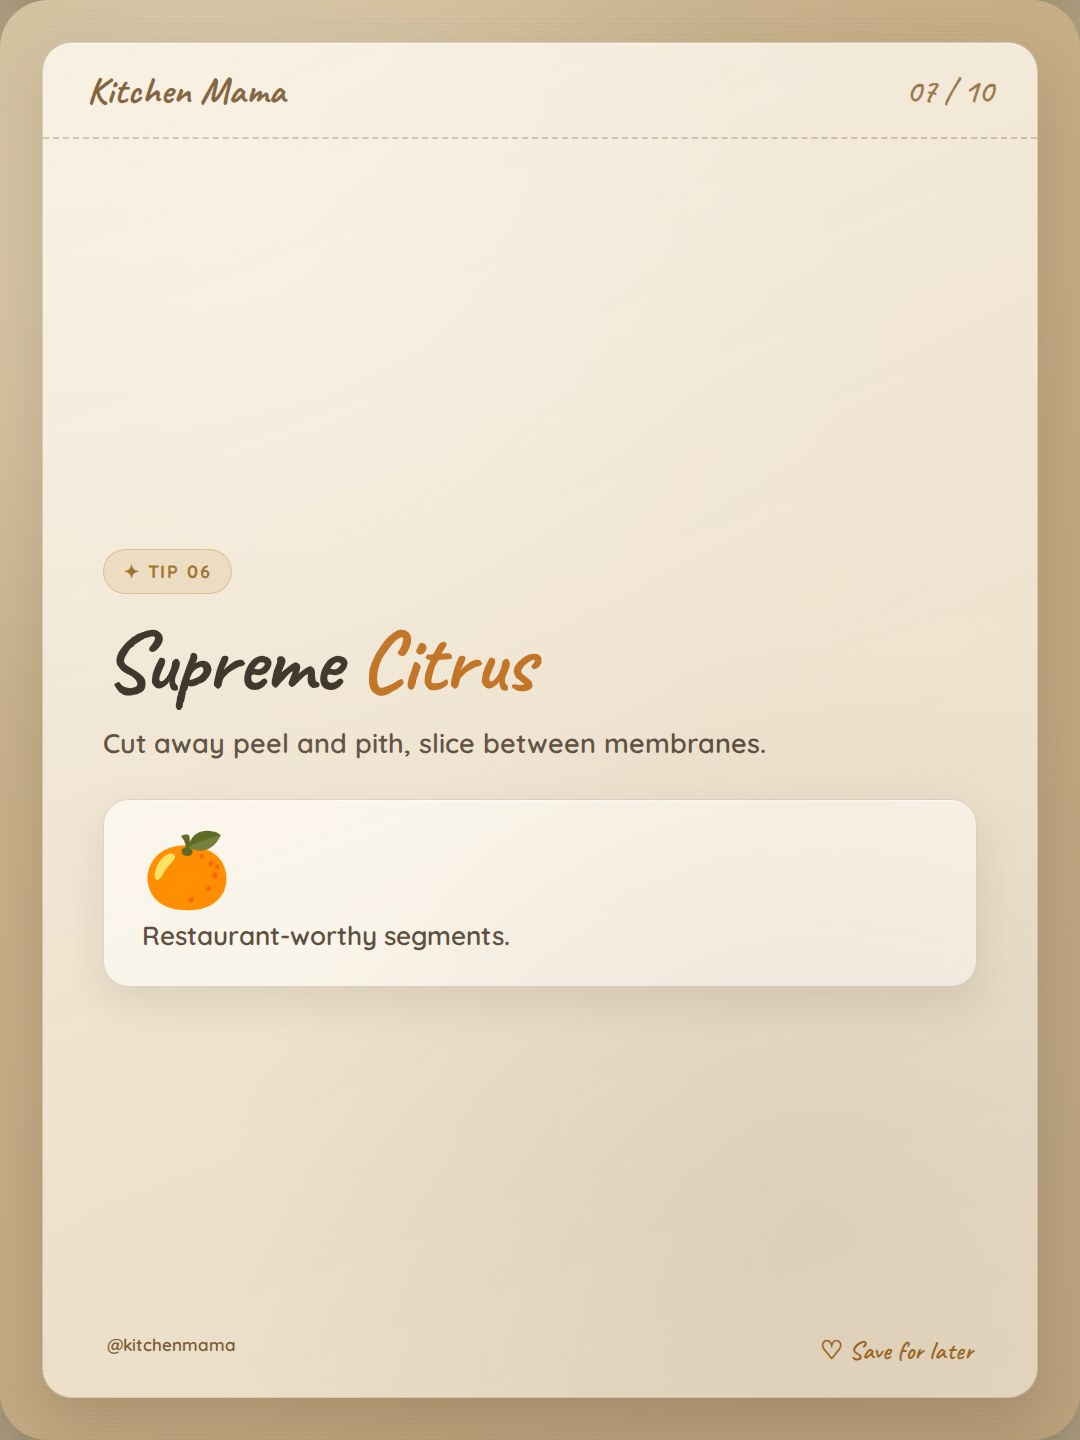 Kitchen Mama
07 / 10
✦ TIP 06
Supreme Citrus
Cut away peel and pith, slice between membranes.
Restaurant-worthy segments.
@kitchenmama
♡ Save for later